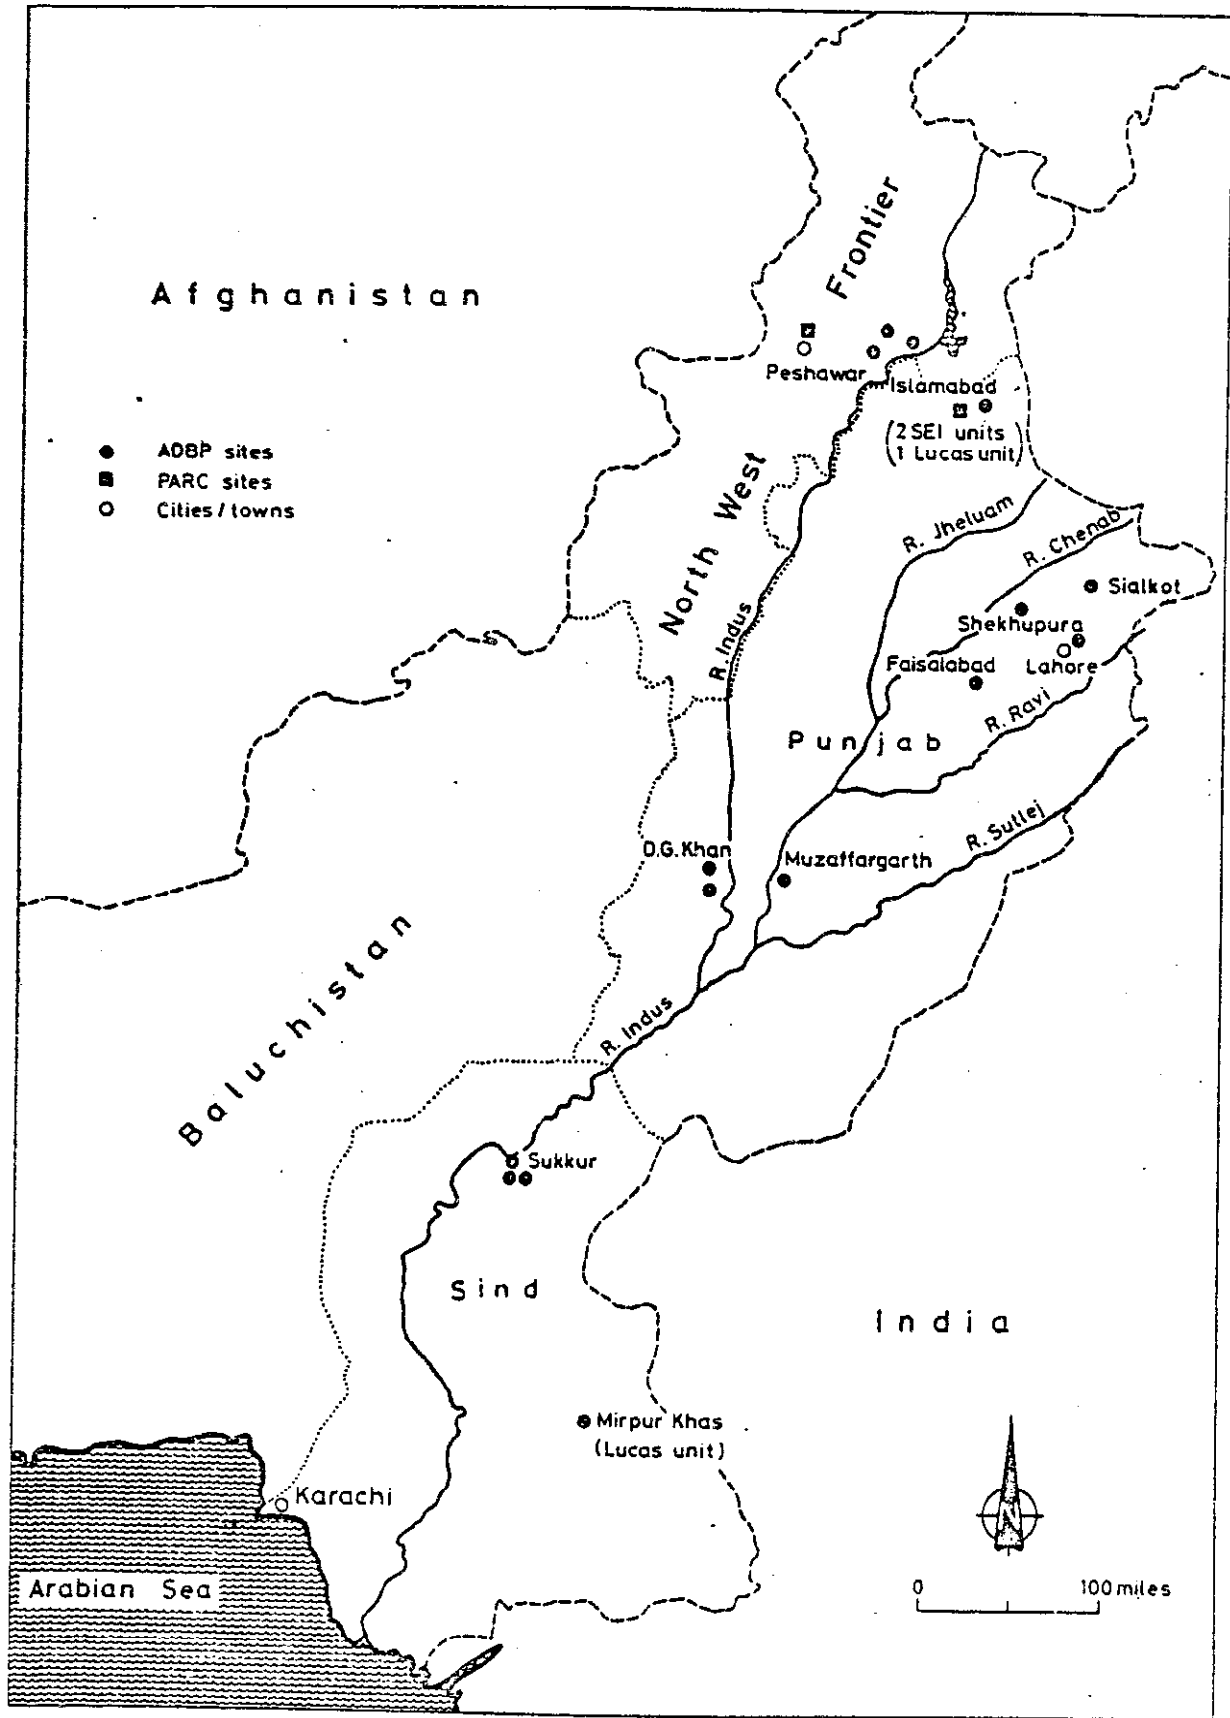 Afghanistan
North West Frontier
Peshawar
Islamabad
(2 SEI units)
(1 Lucas unit)
ADBP sites
PARC sites
Cities / towns
R. Jheluam
R. Chenab
Sialkot
Shekhupura
Lahore
Faisalabad
R. Indus
R. Ravi
Punjab
R. Sutlej
D.G. Khan
Muzaffargarth
Baluchistan
R. Indus
Sukkur
Sind
India
Mirpur Khas
(Lucas unit)
Karachi
Arabian Sea
N
0 100 miles